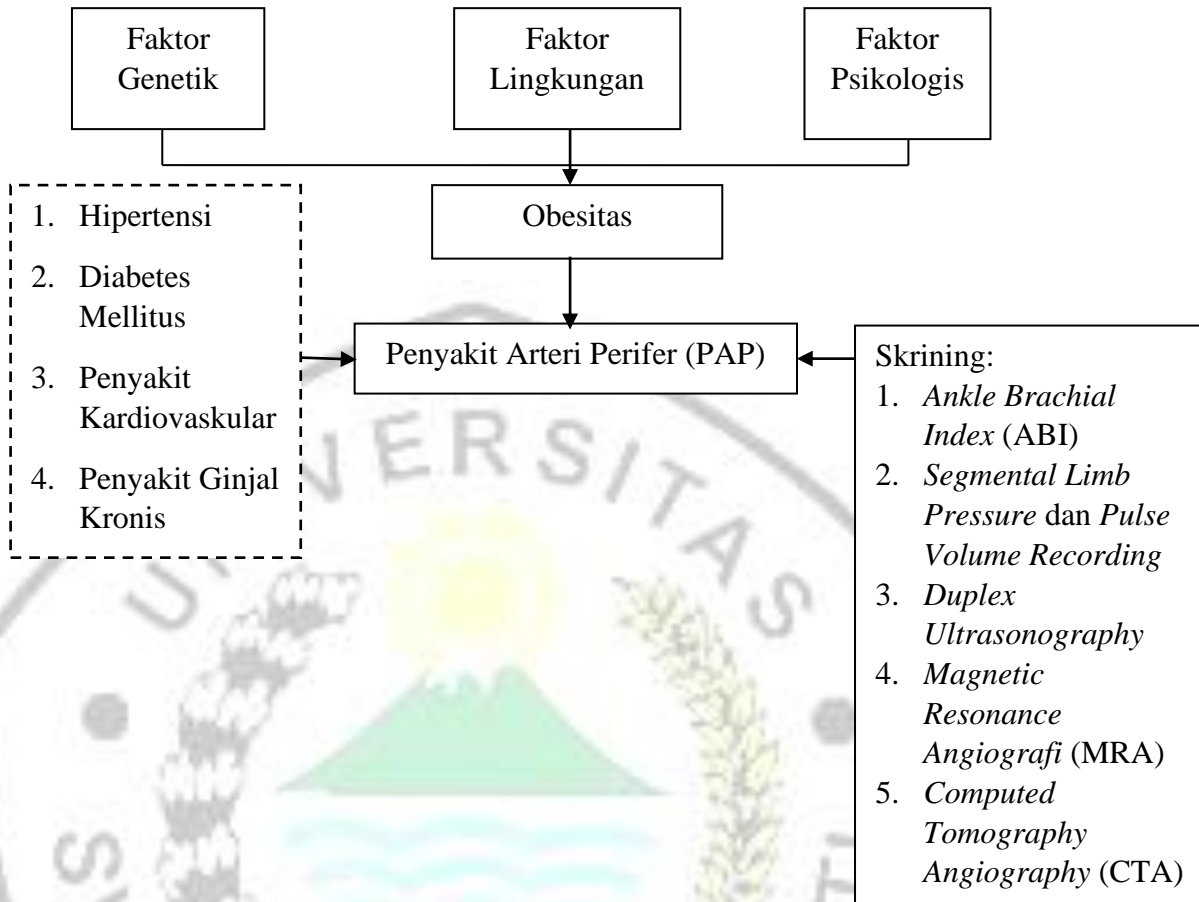 Faktor
Genetik
Faktor
Lingkungan
Faktor
Psikologis
1. Hipertensi
2. Diabetes
Mellitus
3. Penyakit
Kardiovaskular
4. Penyakit Ginjal
Kronis
Obesitas
Penyakit Arteri Perifer (PAP)
Skrining:
1. Ankle Brachial
Index (ABI)
2. Segmental Limb
Pressure dan Pulse
Volume Recording
3. Duplex
Ultrasonography
4. Magnetic
Resonance
Angiografi (MRA)
5. Computed
Tomography
Angiography (CTA)
UNIVERSITAS